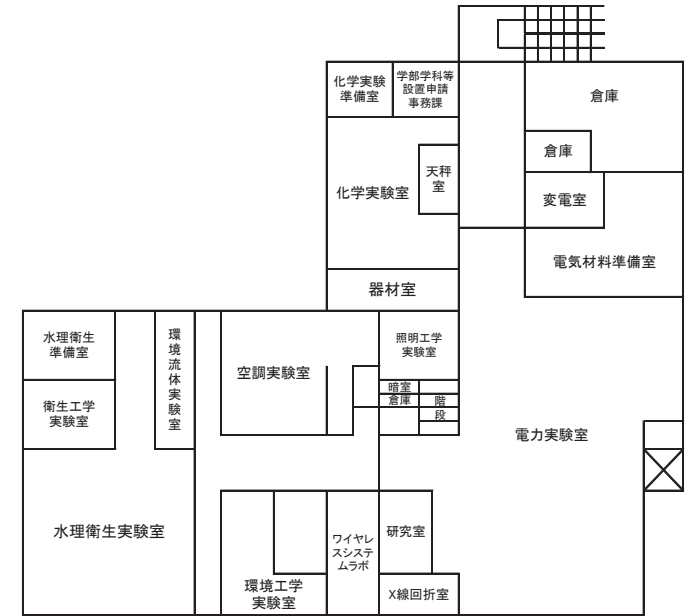 化学実験
準備室
学部学科等
設置申請
事務課
倉庫
倉庫
天秤
室
化学実験室
変電室
電気材料準備室
器材室
水理衛生
準備室
環境流体実験室
空調実験室
照明工学
実験室
暗室
倉庫
階
段
衛生工学
実験室
電力実験室
水理衛生実験室
ワイヤレ
スシステ
ムラボ
研究室
環境工学
実験室
X線回折室